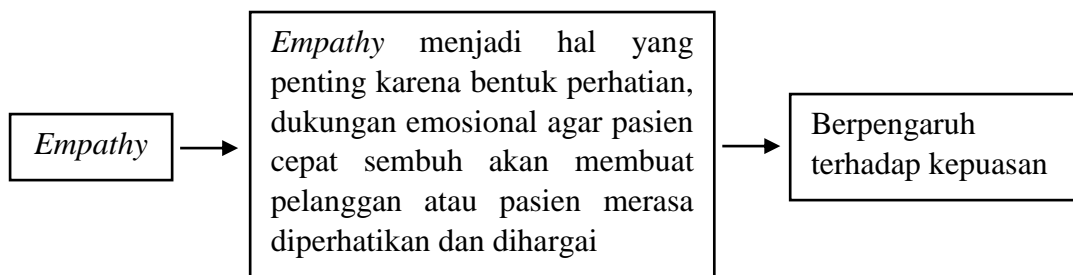 Empathy
Empathy menjadi hal yang
penting karena bentuk perhatian,
dukungan emosional agar pasien
cepat sembuh akan membuat
pelanggan atau pasien merasa
diperhatikan dan dihargai
Berpengaruh
terhadap kepuasan